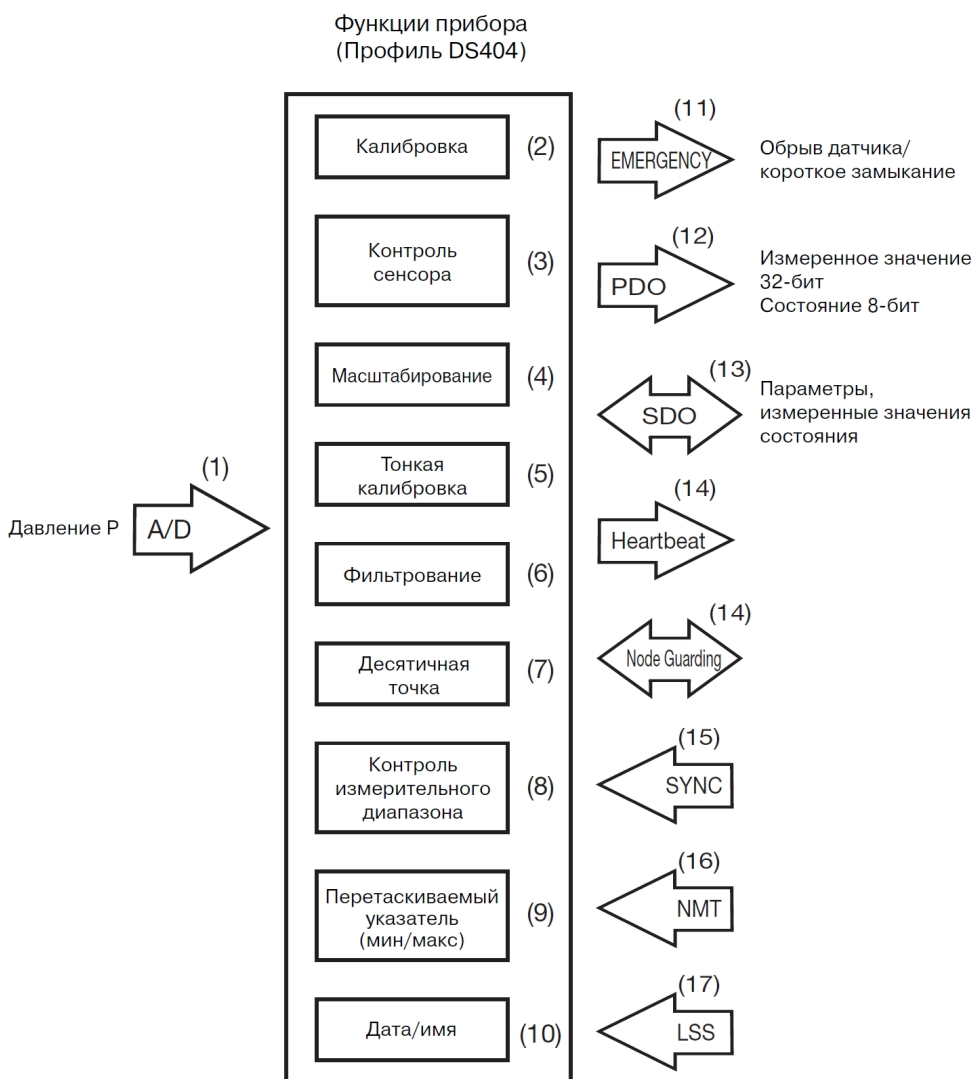 Функции прибора
(Профиль DS404)
Калибровка
(2)
Контроль
сенсора
(3)
Масштабирование
(4)
Тонкая
калибровка
(5)
Фильтрование
(6)
Десятичная
точка
(7)
Контроль
измерительного
диапазона
(8)
Перетаскиваемый
указатель
(мин/макс)
(9)
Дата/имя
(10)
Давление P
(1)
A/D
(11)
EMERGENCY
Обрыв датчика/
короткое замыкание
(12)
PDO
Измеренное значение
32-бит
Состояние 8-бит
(13)
SDO
Параметры,
измеренные значения
состояния
(14)
Heartbeat
(14)
Node Guarding
(15)
SYNC
(16)
NMT
(17)
LSS